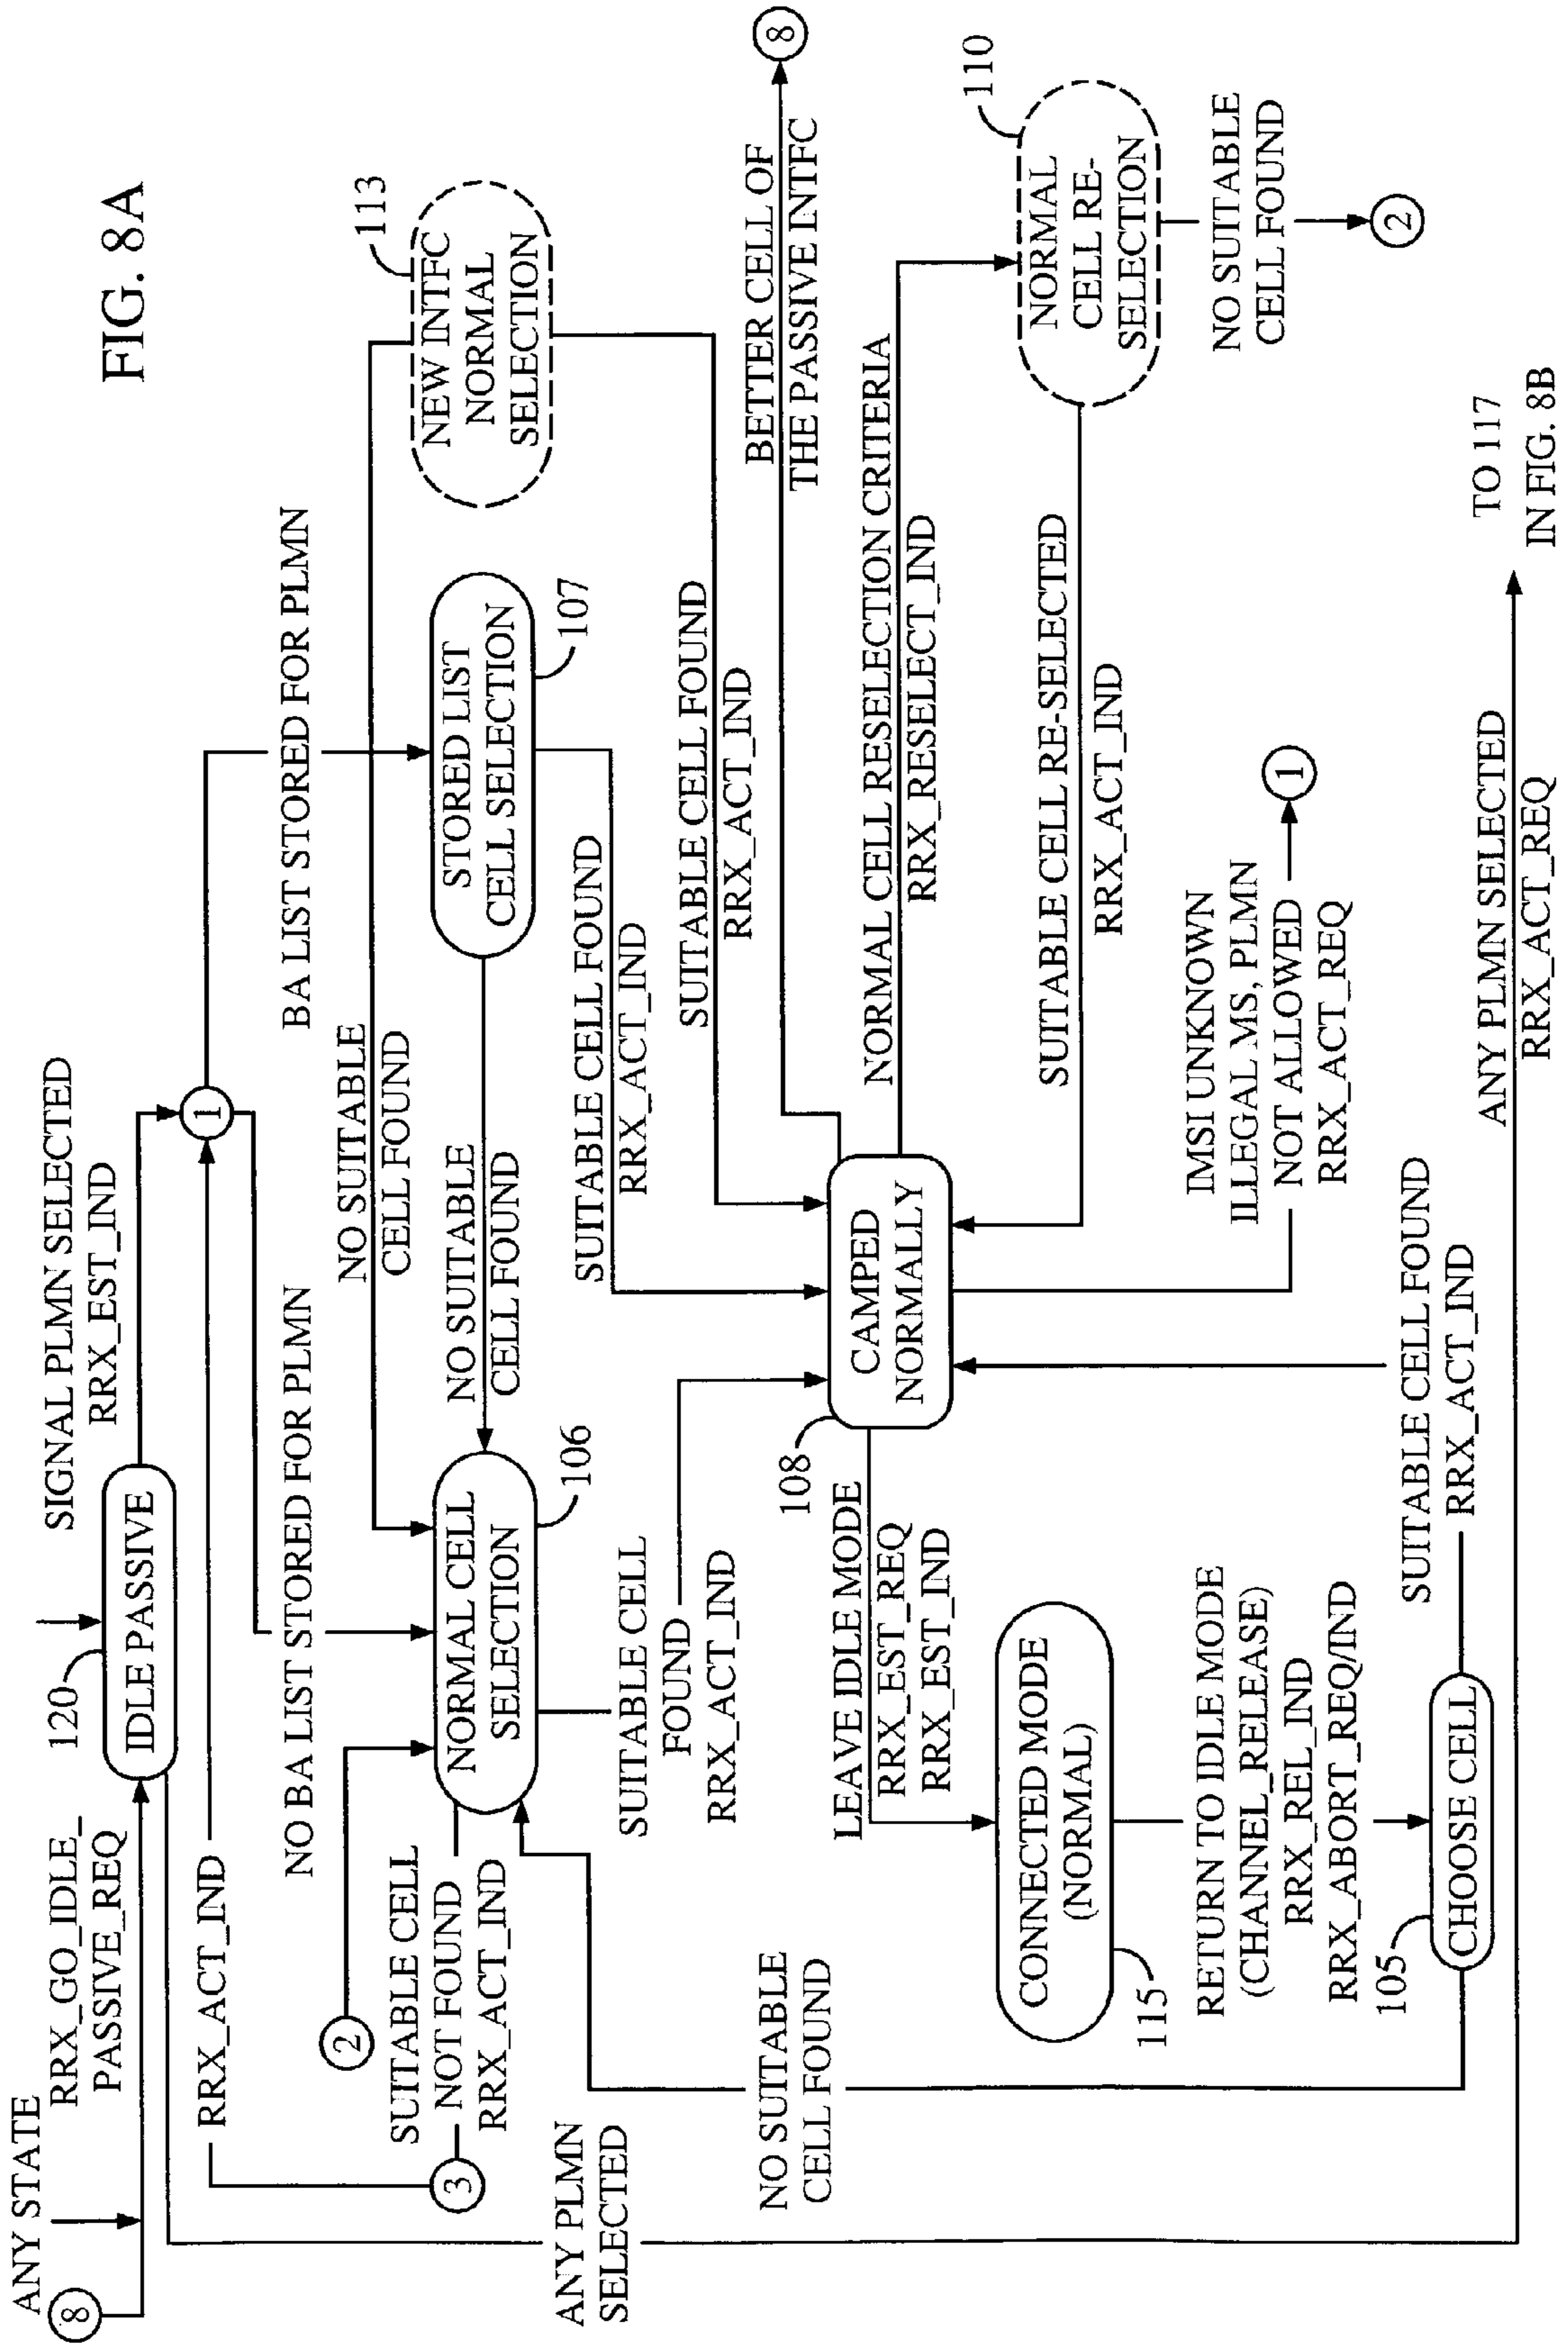 FIG. 8A
ANY STATE
8
RRX_GO_IDLE_
PASSIVE_REQ
120
IDLE PASSIVE
SIGNAL PLMN SELECTED
RRX_EST_IND
RRX_ACT_IND
1
NO BA LIST STORED FOR PLMN
BA LIST STORED FOR PLMN
2
SUITABLE CELL
NOT FOUND
RRX_ACT_IND
3
NORMAL CELL
SELECTION
106
NO SUITABLE
CELL FOUND
NO SUITABLE
CELL FOUND
STORED LIST
CELL SELECTION
107
NEW INTFC
NORMAL
SELECTION
113
ANY PLMN
SELECTED
SUITABLE CELL
FOUND
RRX_ACT_IND
SUITABLE CELL FOUND
RRX_ACT_IND
SUITABLE CELL FOUND
RRX_ACT_IND
BETTER CELL OF
THE PASSIVE INTFC
8
NO SUITABLE
CELL FOUND
108
CAMPED
NORMALLY
LEAVE IDLE MODE
RRX_EST_REQ
RRX_EST_IND
NORMAL CELL RESELECTION CRITERIA
RRX_RESELECT_IND
110
NORMAL
CELL RE-
SELECTION
SUITABLE CELL RE-SELECTED
RRX_ACT_IND
NO SUITABLE
CELL FOUND
2
CONNECTED MODE
(NORMAL)
115
IMSI UNKNOWN
ILLEGAL MS, PLMN
NOT ALLOWED
RRX_ACT_REQ
1
RETURN TO IDLE MODE
(CHANNEL_RELEASE)
RRX_REL_IND
RRX_ABORT_REQ/IND
105
CHOOSE CELL
SUITABLE CELL FOUND
RRX_ACT_IND
ANY PLMN SELECTED
RRX_ACT_REQ
TO 117
IN FIG. 8B